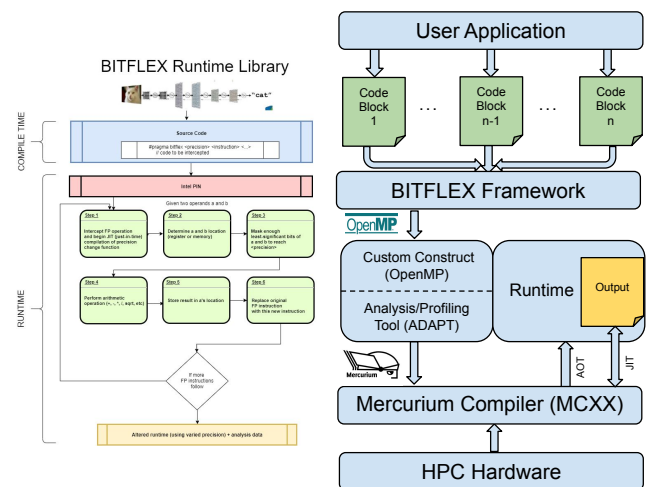 BITFLEX Runtime Library
"cat"
COMPILE TIME
Source Code
#pragma bitflex <precision> <instruction> <...>
// code to be intercepted
RUNTIME
Intel PIN
Given two operands a and b
Step 1
Intercept FP operation
and begin JIT (just-in-time)
compilation of precision
change function
Step 2
Determine a and b location
(register or memory)
Step 3
Mask enough
least significant bits of
a and b to reach
<precision>
Step 4
Perform arithmetic
operation (+, -, *, /, sqrt, etc)
Step 5
Store result in a's location
Step 6
Replace original
FP instruction
with this new instruction
If more
FP instructions
follow
Altered runtime (using varied precision) + analysis data
User Application
Code
Block
1
. . .
Code
Block
n-1
. . .
Code
Block
n
BITFLEX Framework
OpenMP
Custom Construct
(OpenMP)
Analysis/Profiling
Tool (ADAPT)
Runtime
Output
Mercurium
AOT
JIT
Mercurium Compiler (MCXX)
HPC Hardware